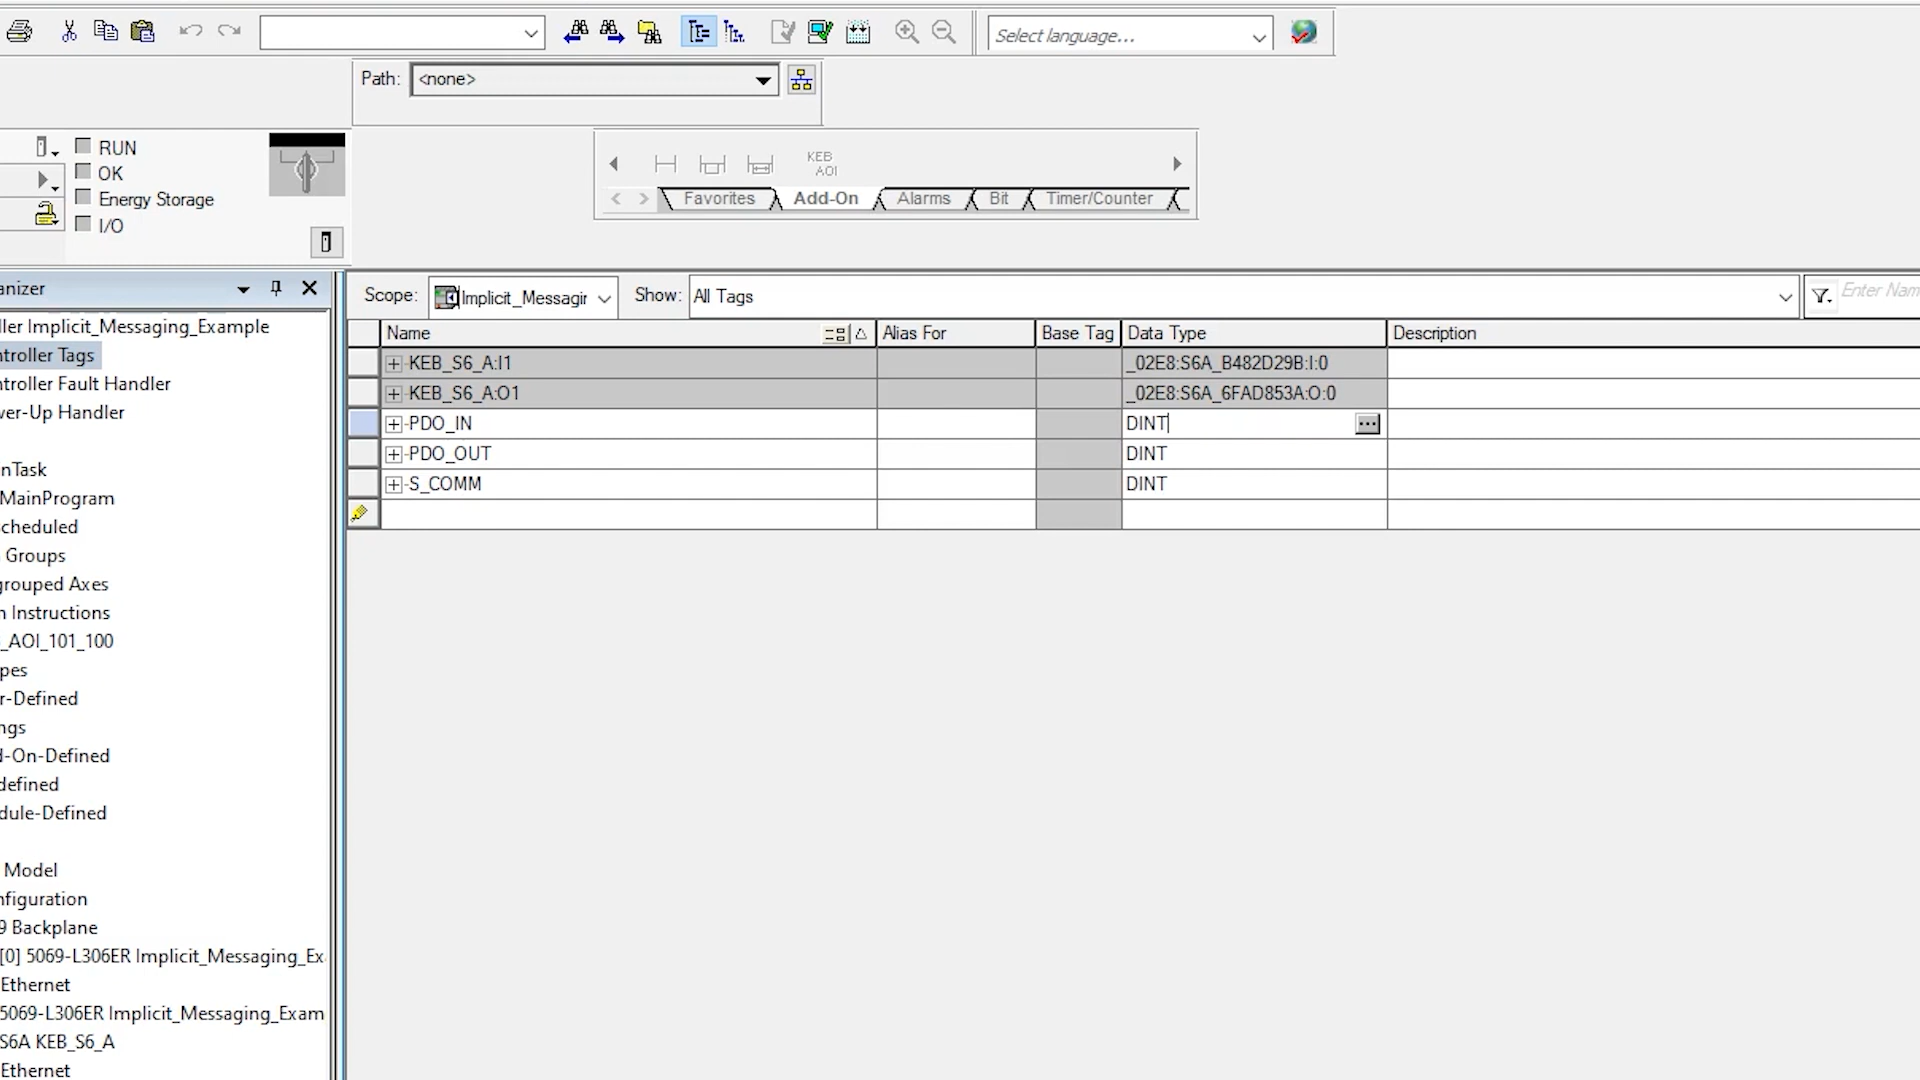 Select language...
Path: <none>
RUN
OK
Energy Storage
I/O
KEB
AOI
Favorites Add-On Alarms Bit Timer/Counter
anizer
ller Implicit_Messaging_Example
ntroller Tags
ntroller Fault Handler
wer-Up Handler
nTask
MainProgram
cheduled
Groups
grouped Axes
n Instructions
_AOI_101_100
pes
r-Defined
ngs
d-On-Defined
defined
dule-Defined
Model
nfiguration
9 Backplane
[0] 5069-L306ER Implicit_Messaging_Ex
Ethernet
5069-L306ER Implicit_Messaging_Exam
S6A KEB_S6_A
Ethernet
Scope: Implicit_Messagir Show: All Tags Enter Nam
Name Alias For Base Tag Data Type Description
KEB_S6_A:I1 _02E8:S6A_B482D29B:I:0
KEB_S6_A:O1 _02E8:S6A_6FAD853A:O:0
PDO_IN DINT
PDO_OUT DINT
S_COMM DINT